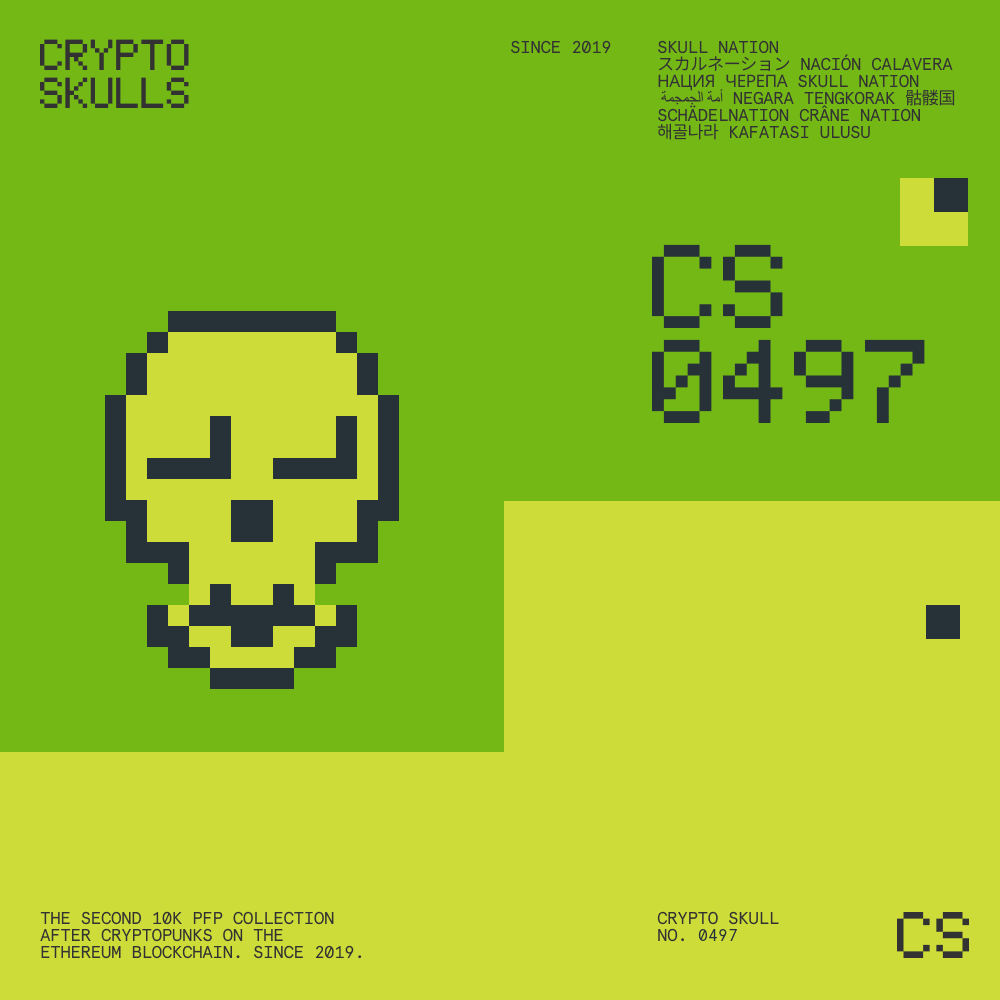 CRYPTO
SKULLS
SINCE 2019
SKULL NATION
スカルネーション NACIÓN CALAVERA
НАЦИЯ ЧЕРЕПА SKULL NATION
أمة الجمجمة NEGARA TENGKORAK 骷髅国
SCHÄDELNATION CRÂNE NATION
해골나라 KAFATASI ULUSU
CS
0497
THE SECOND 10K PFP COLLECTION
AFTER CRYPTOPUNKS ON THE
ETHEREUM BLOCKCHAIN. SINCE 2019.
CRYPTO SKULL
NO. 0497
CS